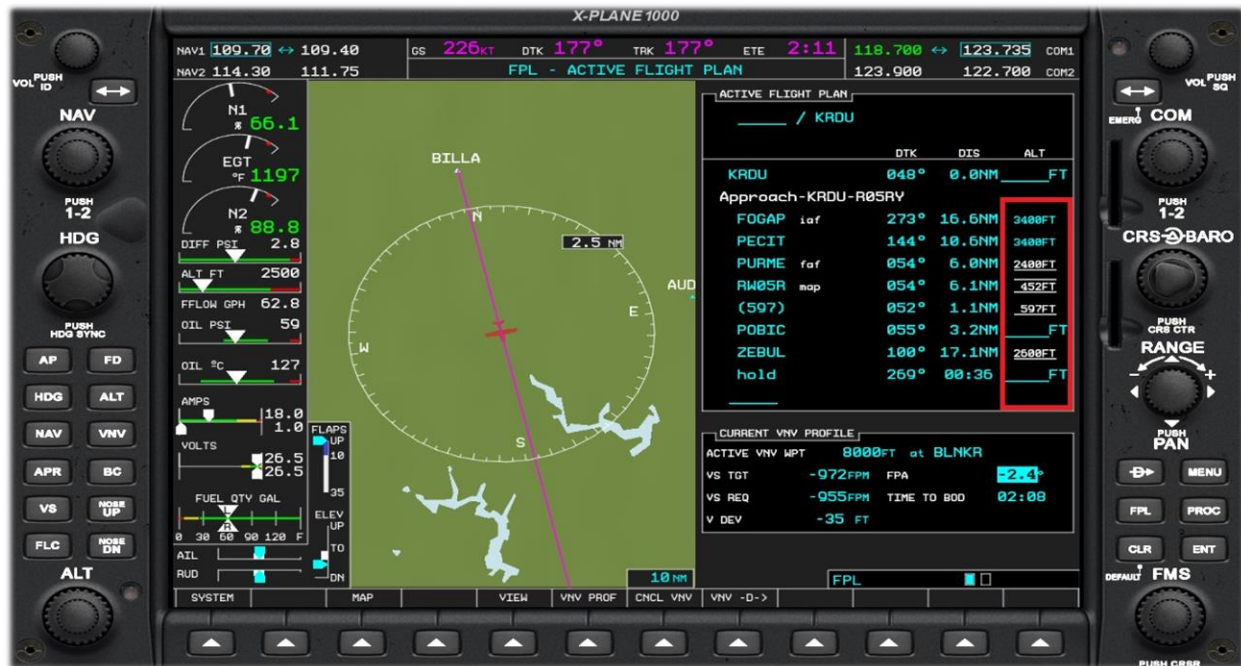 X-PLANE 1000
NAV1 109.70 ↔ 109.40 GS 226KT DTK 177° TRK 177° ETE 2:11 118.700 ↔ 123.735 COM1
NAV2 114.30 111.75 FPL - ACTIVE FLIGHT PLAN 123.900 122.700 COM2
VOL PUSH ID
NAV
PUSH 1-2
HDG
PUSH HDG SYNC
AP FD
HDG ALT
NAV VNV
APR BC
VS NOSE UP
FLC NOSE DN
ALT
N1
% 66.1
EGT
°F 1197
N2
% 88.8
DIFF PSI 2.8
ALT FT 2500
FFLOW GPH 62.8
OIL PSI 59
OIL ºC 127
AMPS
18.0
1.0
VOLTS
26.5
26.5
FUEL QTY GAL
L
R
0 30 60 90 120 F
AIL
RUD
FLAPS
UP
10
35
ELEV
UP
TO
DN
BILLA
N
2.5 NM
AUD
E
W
S
10 NM
ACTIVE FLIGHT PLAN
_____ / KRDU
DTK DIS ALT
KRDU 048° 0.0NM _____FT
Approach-KRDU-R05RY
FOGAP iaf 273° 16.6NM 3400FT
PECIT 144° 10.6NM 3400FT
PURME faf 054° 6.0NM 2400FT
RW05R map 054° 6.1NM 452FT
(597) 052° 1.1NM 597FT
POBIC 055° 3.2NM _____FT
ZEBUL 100° 17.1NM 2600FT
hold 269° 00:36 _____FT
_____
CURRENT VNV PROFILE
ACTIVE VNV WPT 8000FT at BLNKR
VS TGT -972FPM FPA -2.4°
VS REQ -955FPM TIME TO BOD 02:08
V DEV -35 FT
FPL
SYSTEM MAP VIEW VNV PROF CNCL VNV VNV -D->
VOL PUSH SQ
EMERG COM
PUSH 1-2
CRS BARO
PUSH CRS CTR
RANGE
- +
PUSH PAN
D MENU
FPL PROC
CLR ENT
DEFAULT FMS
PUSH CRSR